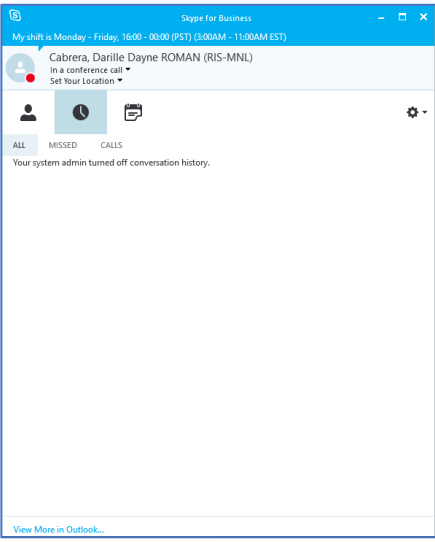 Skype for Business
My shift is Monday - Friday, 16:00 - 00:00 (PST) (3:00AM - 11:00AM EST)
Cabrera, Darille Dayne ROMAN (RIS-MNL)
In a conference call
Set Your Location
ALL MISSED CALLS
Your system admin turned off conversation history.
View More in Outlook...